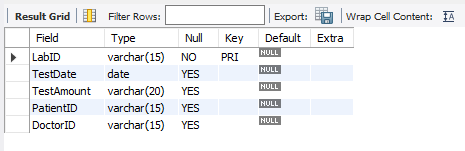 Result Grid Filter Rows: Export: Wrap Cell Content:
Field Type Null Key Default Extra
LabID varchar(15) NO PRI NULL
TestDate date YES NULL
TestAmount varchar(20) YES NULL
PatientID varchar(15) YES NULL
DoctorID varchar(15) YES NULL